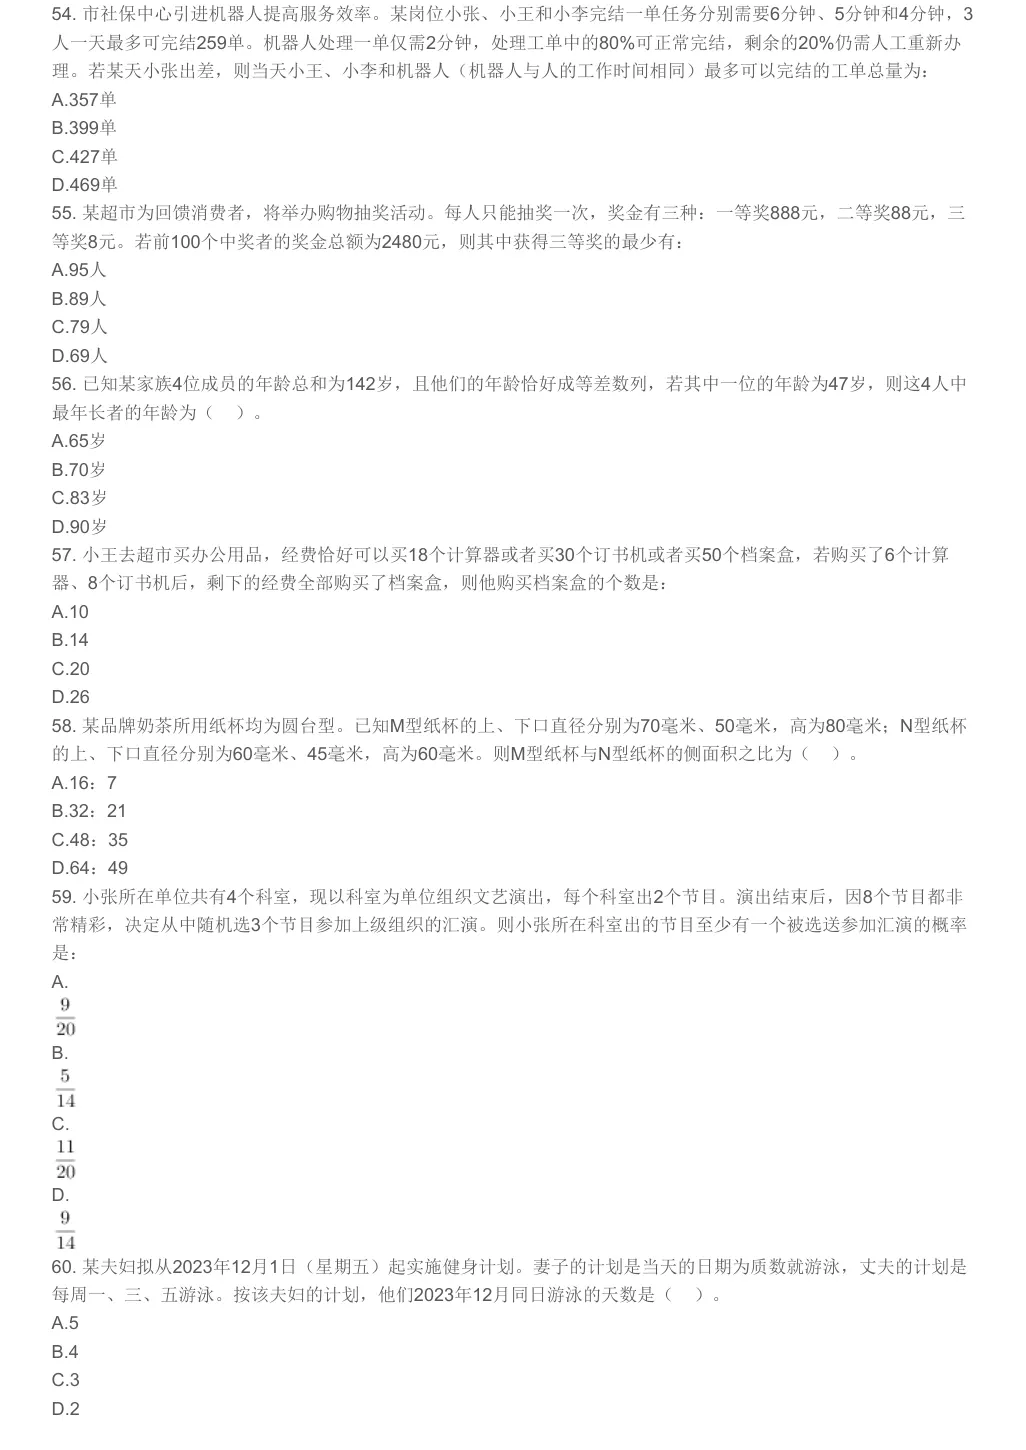 54. 市社保中心引进机器人提高服务效率。某岗位小张、小王和小李完结一单任务分别需要6分钟、5分钟和4分钟，3
人一天最多可完结259单。机器人处理一单仅需2分钟，处理工单中的80%可正常完结，剩余的20%仍需人工重新办
理。若某天小张出差，则当天小王、小李和机器人（机器人与人的工作时间相同）最多可以完结的工单总量为：
A.357单
B.399单
C.427单
D.469单
55. 某超市为回馈消费者，将举办购物抽奖活动。每人只能抽奖一次，奖金有三种：一等奖888元，二等奖88元，三
等奖8元。若前100个中奖者的奖金总额为2480元，则其中获得三等奖的最少有：
A.95人
B.89人
C.79人
D.69人
56. 已知某家族4位成员的年龄总和为142岁，且他们的年龄恰好成等差数列，若其中一位的年龄为47岁，则这4人中
最年长者的年龄为（ ）。
A.65岁
B.70岁
C.83岁
D.90岁
57. 小王去超市买办公用品，经费恰好可以买18个计算器或者买30个订书机或者买50个档案盒，若购买了6个计算
器、8个订书机后，剩下的经费全部购买了档案盒，则他购买档案盒的个数是：
A.10
B.14
C.20
D.26
58. 某品牌奶茶所用纸杯均为圆台型。已知M型纸杯的上、下口直径分别为70毫米、50毫米，高为80毫米；N型纸杯
的上、下口直径分别为60毫米、45毫米，高为60毫米。则M型纸杯与N型纸杯的侧面积之比为（ ）。
A.16：7
B.32：21
C.48：35
D.64：49
59. 小张所在单位共有4个科室，现以科室为单位组织文艺演出，每个科室出2个节目。演出结束后，因8个节目都非
常精彩，决定从中随机选3个节目参加上级组织的汇演。则小张所在科室出的节目至少有一个被选送参加汇演的概率
是：
A.
9
20
B.
5
14
C.
11
20
D.
9
14
60. 某夫妇拟从2023年12月1日（星期五）起实施健身计划。妻子的计划是当天的日期为质数就游泳，丈夫的计划是
每周一、三、五游泳。按该夫妇的计划，他们2023年12月同日游泳的天数是（ ）。
A.5
B.4
C.3
D.2